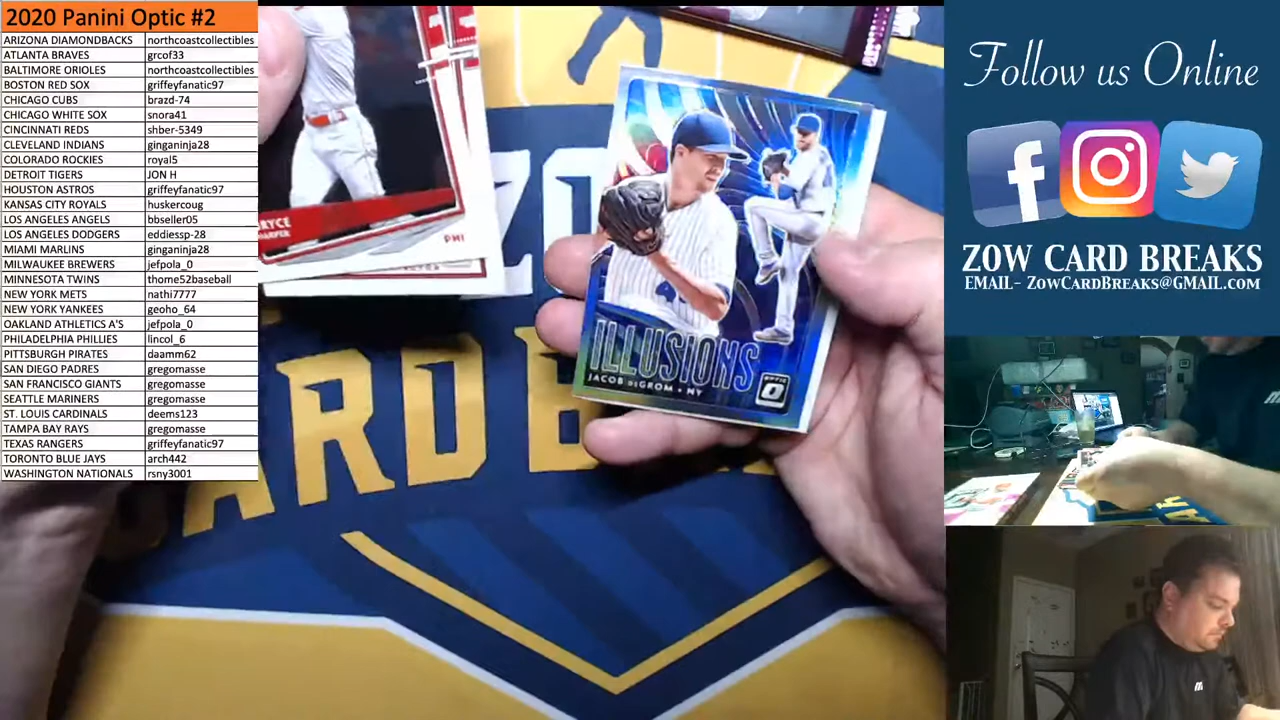 2020 Panini Optic #2
ARIZONA DIAMONDBACKS northcoastcollectibles
ATLANTA BRAVES grcof33
BALTIMORE ORIOLES northcoastcollectibles
BOSTON RED SOX griffeyfanatic97
CHICAGO CUBS brazd-74
CHICAGO WHITE SOX snora41
CINCINNATI REDS shber-5349
CLEVELAND INDIANS ginganinja28
COLORADO ROCKIES royal5
DETROIT TIGERS JON H
HOUSTON ASTROS griffeyfanatic97
KANSAS CITY ROYALS huskercoug
LOS ANGELES ANGELS bbseller05
LOS ANGELES DODGERS eddiessp-28
MIAMI MARLINS ginganinja28
MILWAUKEE BREWERS jefpola_0
MINNESOTA TWINS thome52baseball
NEW YORK METS nathi7777
NEW YORK YANKEES geoho_64
OAKLAND ATHLETICS A'S jefpola_0
PHILADELPHIA PHILLIES lincol_6
PITTSBURGH PIRATES daamm62
SAN DIEGO PADRES gregomasse
SAN FRANCISCO GIANTS gregomasse
SEATTLE MARINERS gregomasse
ST. LOUIS CARDINALS deems123
TAMPA BAY RAYS gregomasse
TEXAS RANGERS griffeyfanatic97
TORONTO BLUE JAYS arch442
WASHINGTON NATIONALS rsny3001
RYCE
HARPER
PHI
ZO
ILLUSIONS
JACOB DEGROM • NY
OPTIC
ARD B
Follow us Online
ZOW CARD BREAKS
EMAIL- ZOWCARDBREAKS@GMAIL.COM